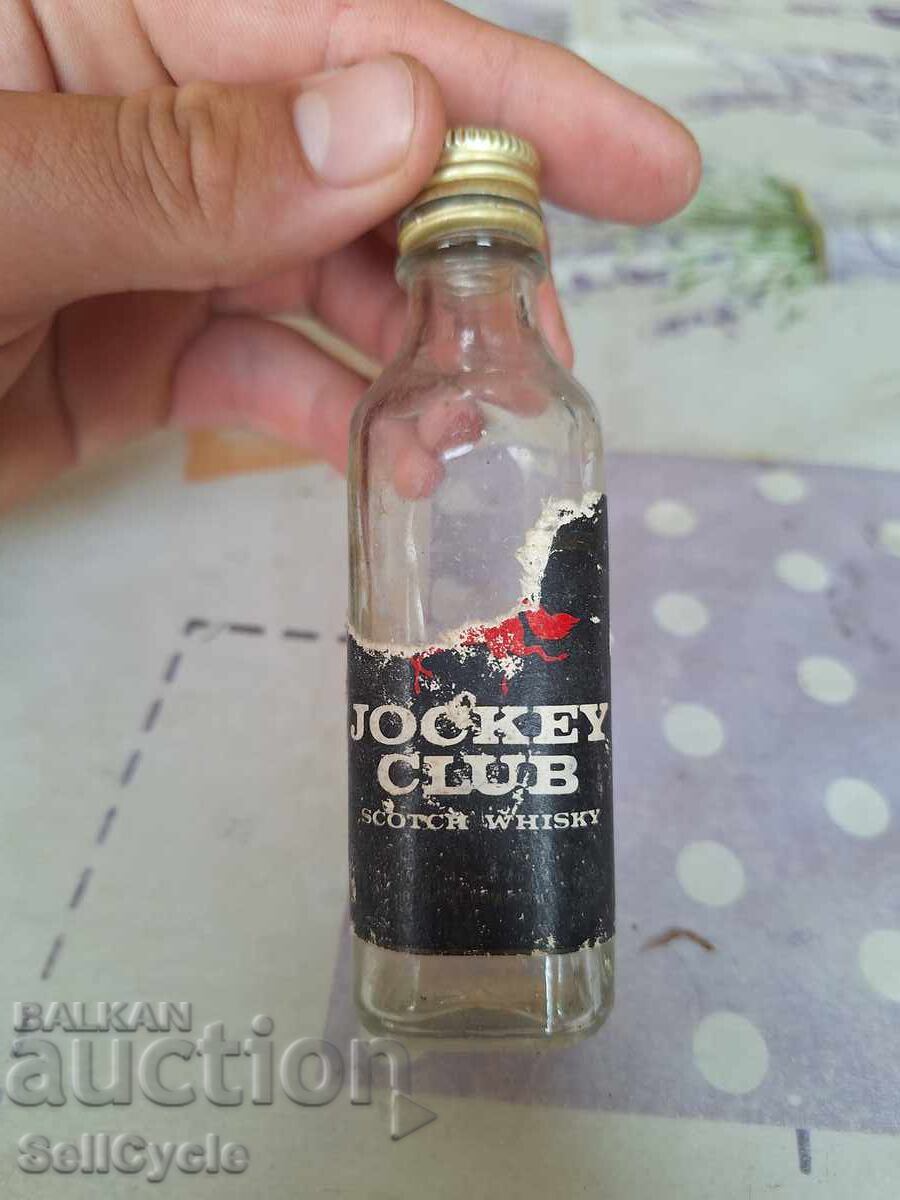 JOCKEY
CLUB
SCOTCH WHISKY
BALKAN
auction
SellCycle